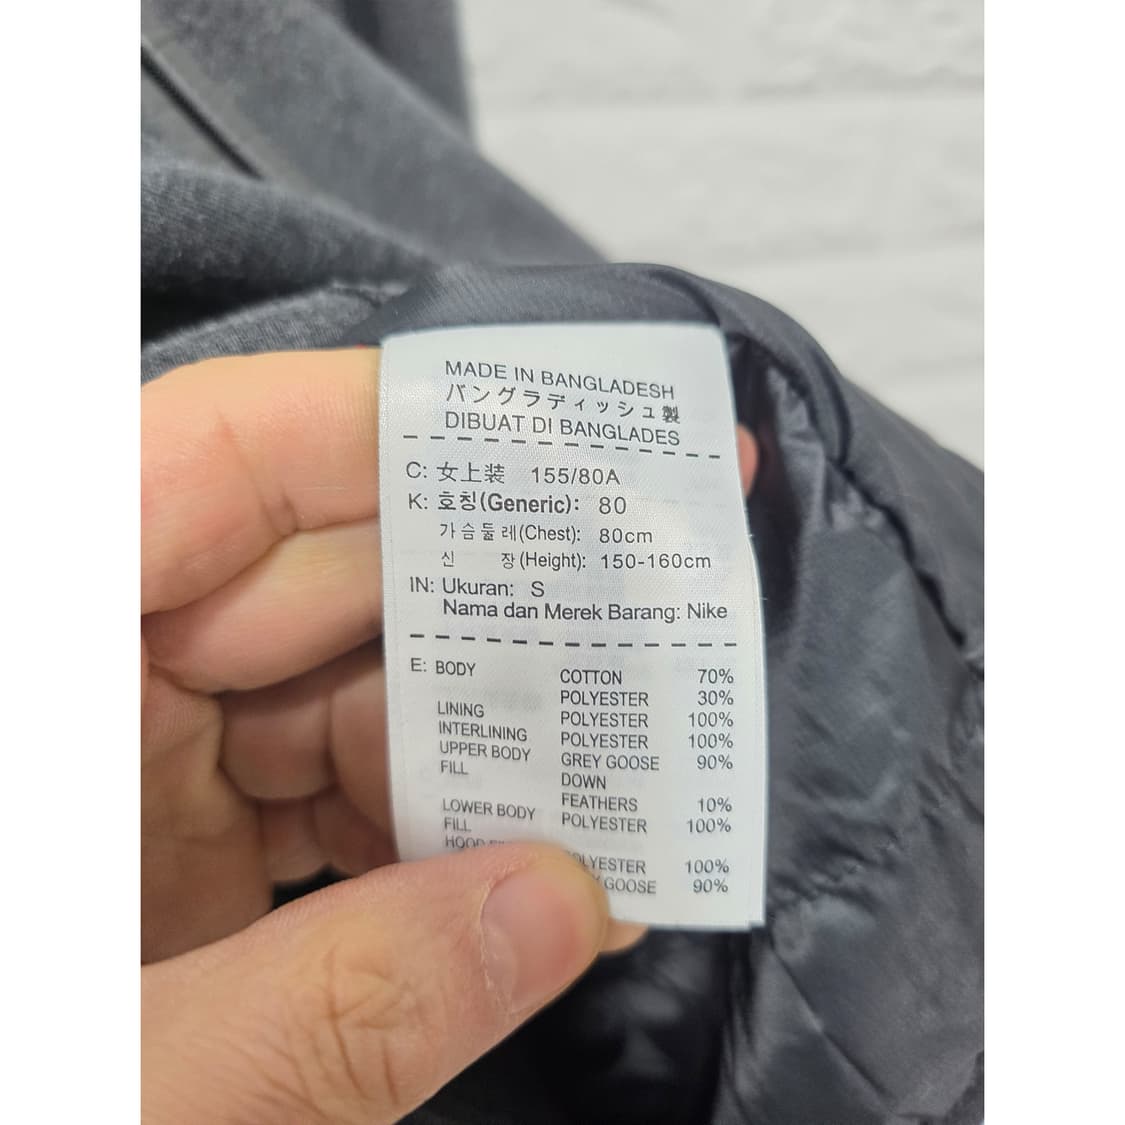 MADE IN BANGLADESH
バングラディッシュ製
DIBUAT DI BANGLADES
C: 女上装 155/80A
K: 호칭(Generic): 80
가슴둘레(Chest): 80cm
신 장(Height): 150-160cm
IN: Ukuran: S
Nama dan Merek Barang: Nike
E: BODY COTTON 70%
POLYESTER 30%
LINING POLYESTER 100%
INTERLINING POLYESTER 100%
UPPER BODY GREY GOOSE 90%
FILL DOWN
FEATHERS 10%
LOWER BODY POLYESTER 100%
FILL
HOOD POLYESTER 100%
GOOSE 90%